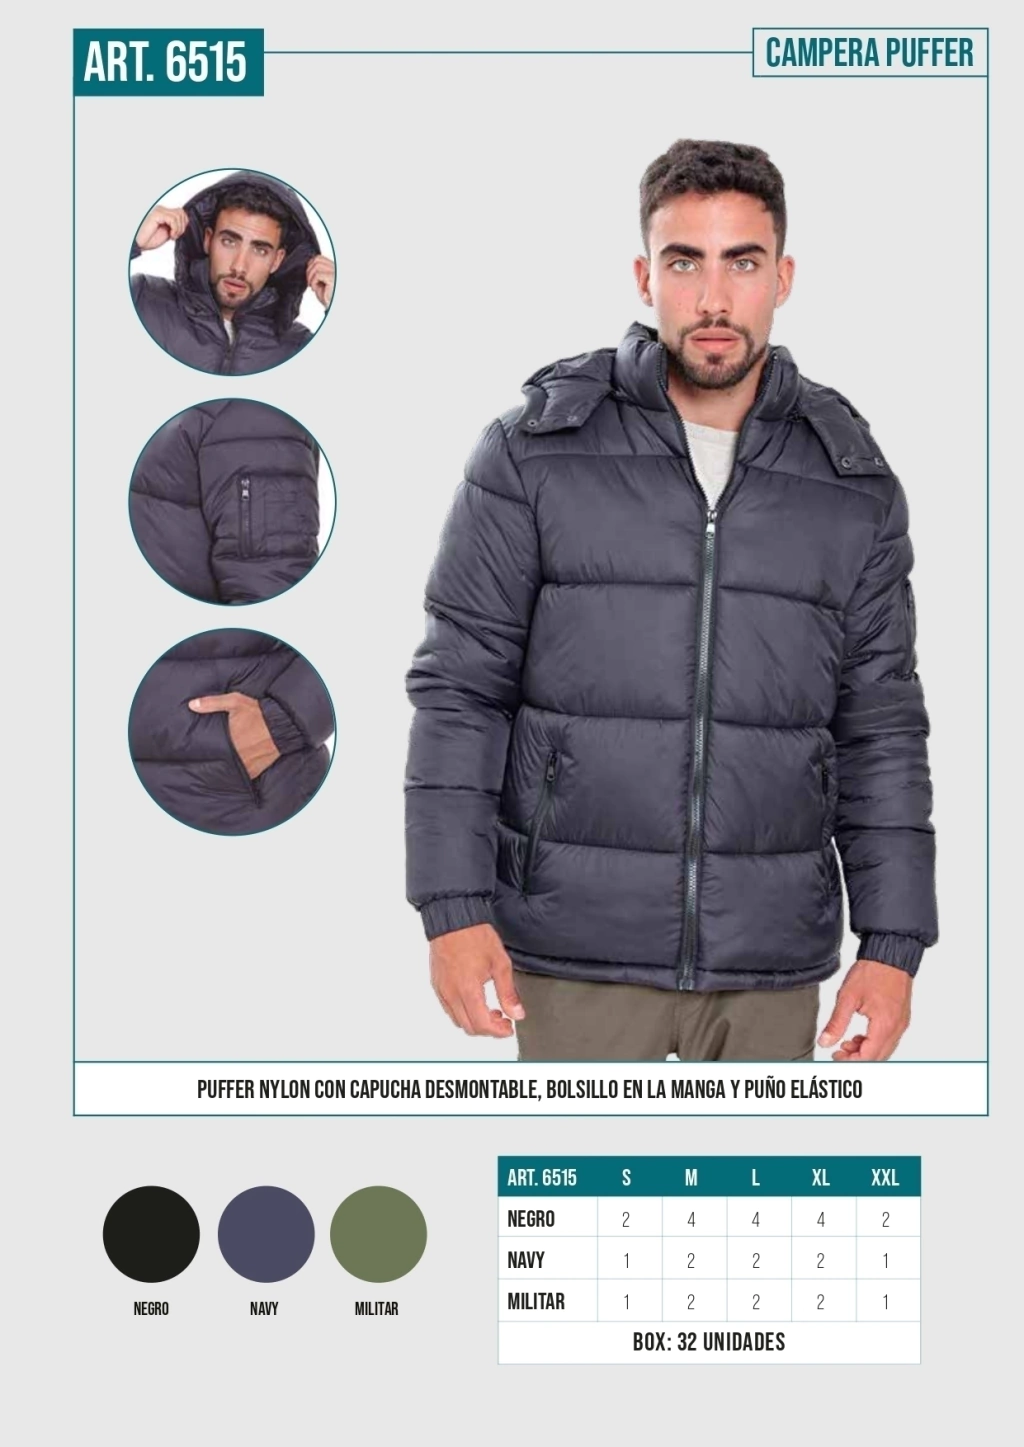 ART. 6515
CAMPERA PUFFER
PUFFER NYLON CON CAPUCHA DESMONTABLE, BOLSILLO EN LA MANGA Y PUÑO ELÁSTICO
NEGRO NAVY MILITAR
ART. 6515 S M L XL XXL
NEGRO 2 4 4 4 2
NAVY 1 2 2 2 1
MILITAR 1 2 2 2 1
BOX: 32 UNIDADES